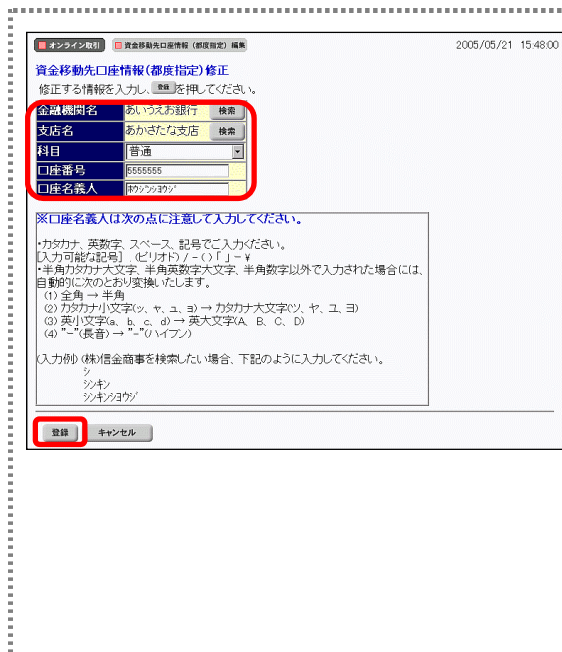 オンライン取引 資金移動先口座情報（都度指定）編集 2005/05/21 15:48:00
資金移動先口座情報（都度指定）修正
修正する情報を入力し、登録を押してください。
金融機関名 あいうえお銀行 検索
支店名 あかさたな支店 検索
科目 普通
口座番号 5555555
口座名義人 ﾎｳｼﾝｼﾖｳｼﾞ
※口座名義人は次の点に注意して入力してください。
・カタカナ、英数字、スペース、記号でご入力ください。
[入力可能な記号] .(ピリオド) / - ( ) 「 」 - ¥
・半角カタカナ大文字、半角英数字大文字、半角数字以外で入力された場合には、
自動的に次のとおり変換いたします。
(1) 全角 → 半角
(2) カタカナ小文字(ッ、ャ、ュ、ョ) → カタカナ大文字(ツ、ヤ、ユ、ヨ)
(3) 英小文字(a、b、c、d) → 英大文字(A、B、C、D)
(4) "ｰ"(長音) → "-"(ハイフン)
(入力例) (株)信金商事を検索したい場合、下記のように入力してください。
ｼ
ｼﾝｷﾝ
ｼﾝｷﾝｼﾖｳｼﾞ
登録 キャンセル